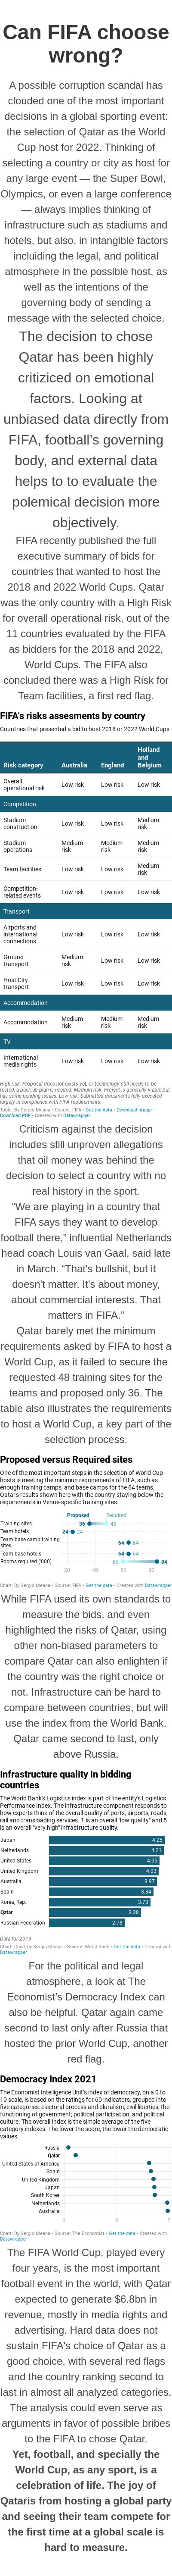 Can FIFA choose
wrong?
A possible corruption scandal has
clouded one of the most important
decisions in a global sporting event:
the selection of Qatar as the World
Cup host for 2022. Thinking of
selecting a country or city as host for
any large event — the Super Bowl,
Olympics, or even a large conference
— always implies thinking of
infrastructure such as stadiums and
hotels, but also, in intangible factors
inciluding the legal, and political
atmosphere in the possible host, as
well as the intentions of the
governing body of sending a
message with the selected choice.
The decision to chose
Qatar has been highly
critiziced on emotional
factors. Looking at
unbiased data directly from
FIFA, football's governing
body, and external data
helps to to evaluate the
polemical decision more
objectively.
FIFA recently published the full
executive summary of bids for
countries that wanted to host the
2018 and 2022 World Cups. Qatar
was the only country with a High Risk
for overall operational risk, out of the
11 countries evaluated by the FIFA
as bidders for the 2018 and 2022,
World Cups. The FIFA also
concluded there was a High Risk for
Team facilities, a first red flag.
FIFA's risks assesments by country
Countries that presented a bid to host 2018 or 2022 World Cups
Risk category Australia England Holland and Belgium
Overall operational risk Low risk Low risk Low risk
Competition
Stadium construction Low risk Low risk Medium risk
Stadium operations Medium risk Medium risk Medium risk
Team facilities Low risk Low risk Medium risk
Competition-related events Low risk Low risk Low risk
Transport
Airports and international connections Low risk Low risk Low risk
Ground transport Medium risk Low risk Low risk
Host City transport Low risk Low risk Low risk
Accommodation
Accommodation Medium risk Medium risk Medium risk
TV
International media rights Low risk Low risk Low risk
High risk: Proposal does not exists yet, or technology still needs to be
tested, a back-up plan is needed. Medium risk: Project is generally viable but
has some pending issues. Low risk: Submitted documents fully executed
largely in compliance with FIFA requirements
Table: By Sergio Meana • Source: FIFA • Get the data • Download image •
Download PDF • Created with Datawrapper
Criticism against the decision
includes still unproven allegations
that oil money was behind the
decision to select a country with no
real history in the sport.
“We are playing in a country that
FIFA says they want to develop
football there,” influential Netherlands
head coach Louis van Gaal, said late
in March. “That's bullshit, but it
doesn't matter. It's about money,
about commercial interests. That
matters in FIFA.”
Qatar barely met the minimum
requirements asked by FIFA to host a
World Cup, as it failed to secure the
requested 48 training sites for the
teams and proposed only 36. The
table also illustrates the requirements
to host a World Cup, a key part of the
selection process.
Proposed versus Required sites
One of the most important steps in the selection of World Cup
hosts is meeting the minimum requirements of FIFA, such as
enough training camps, and base camps for the 64 teams.
Qatar's results shown here with the country staying below the
requirements in Venue-specific training sites.
Proposed Required
Training sites 36 48
Team hotels 24 24
Team base camp training sites 64 64
Team base hotels 64 64
Rooms required ('000) 60 84
20 40 60 80
Chart: By Sergio Meana • Source: FIFA • Get the data • Created with Datawrapper
While FIFA used its own standards to
measure the bids, and even
highlighted the risks of Qatar, using
other non-biased parameters to
compare Qatar can also enlighten if
the country was the right choice or
not. Infrastructure can be hard to
compare between countries, but will
use the index from the World Bank.
Qatar came second to last, only
above Russia.
Infrastructure quality in bidding
countries
The World Bank's Logistics index is part of the entity's Logistics
Performance Index. The infrastructure component responds to
how experts think of the overall quality of ports, airports, roads,
rail and transloading services. 1 is an overall "low quality" and 5
is an overall "very high" infrastructure quality.
Japan 4.25
Netherlands 4.21
United States 4.05
United Kingdom 4.03
Australia 3.97
Spain 3.84
Korea, Rep. 3.73
Qatar 3.38
Russian Federation 2.78
Data for 2018
Chart: Chart by Sergio Meana • Source: World Bank • Get the data • Created with
Datawrapper
For the political and legal
atmosphere, a look at The
Economist's Democracy Index can
also be helpful. Qatar again came
second to last only after Russia that
hosted the prior World Cup, another
red flag.
Democracy Index 2021
The Economist Intelligence Unit's index of democracy, on a 0 to
10 scale, is based on the ratings for 60 indicators, grouped into
five categories: electoral process and pluralism; civil liberties; the
functioning of government; political participation; and political
culture. The overall Index is the simple average of the five
category indexes. The lower the score, the lower the democratic
values.
Russia
Qatar
United States of America
Spain
United Kingdom
Japan
South Korea
Netherlands
Australia
3 6 9
Chart: By Sergio Meana • Source: The Economist • Get the data • Created with
Datawrapper
The FIFA World Cup, played every
four years, is the most important
football event in the world, with Qatar
expected to generate $6.8bn in
revenue, mostly in media rights and
advertising. Hard data does not
sustain FIFA's choice of Qatar as a
good choice, with several red flags
and the country ranking second to
last in almost all analyzed categories.
The analysis could even serve as
arguments in favor of possible bribes
to the FIFA to chose Qatar.
Yet, football, and specially the
World Cup, as any sport, is a
celebration of life. The joy of
Qataris from hosting a global party
and seeing their team compete for
the first time at a global scale is
hard to measure.